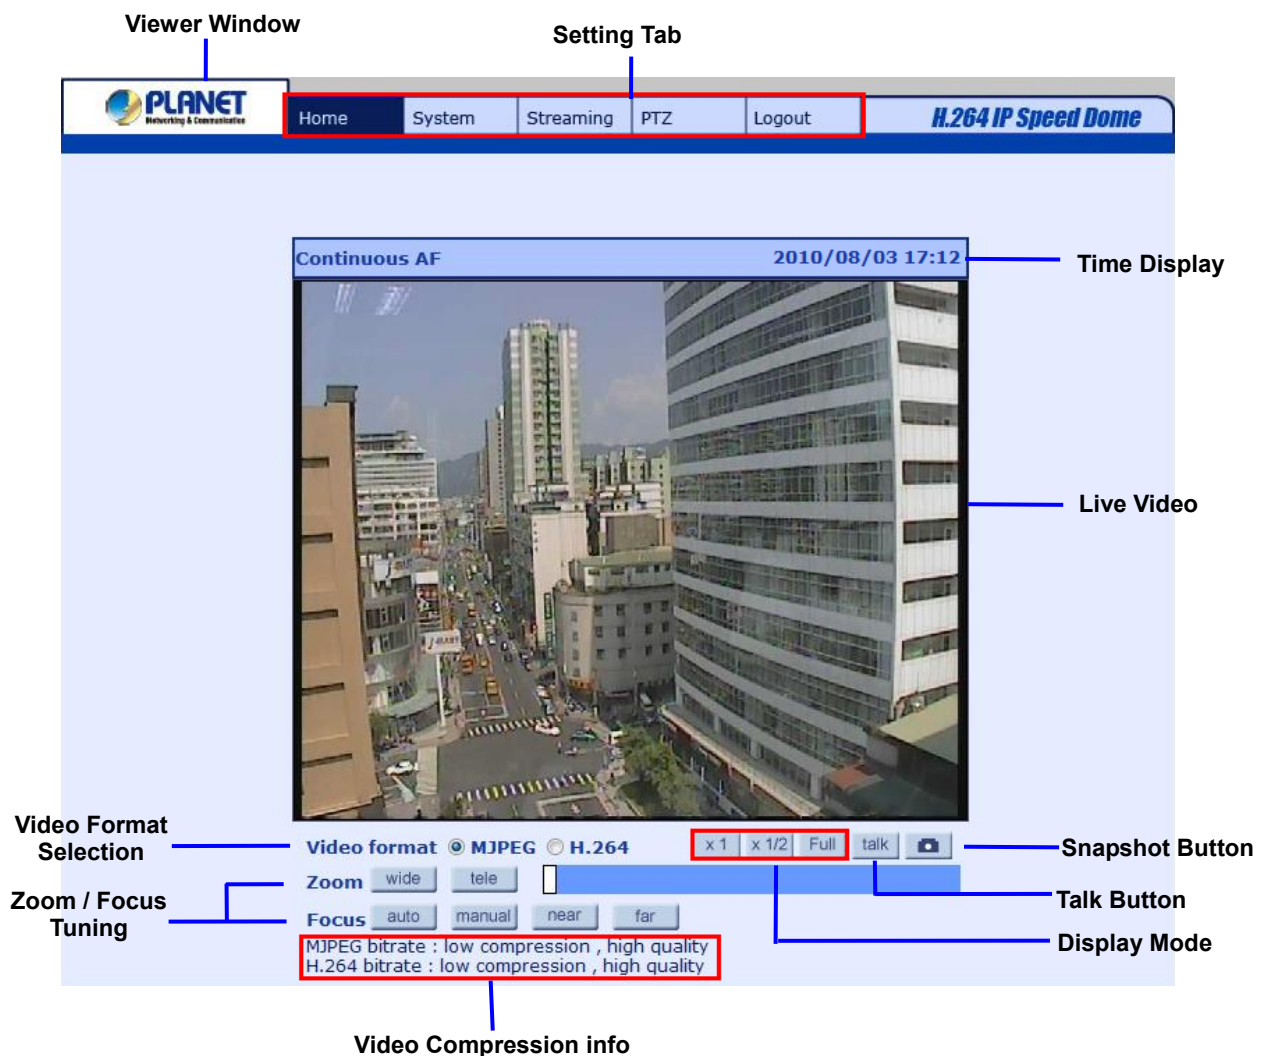 Viewer Window
Setting Tab
PLANET
Networking & Communication
Home System Streaming PTZ Logout
H.264 IP Speed Dome
Continuous AF 2010/08/03 17:12
Time Display
Live Video
Video Format
Selection
Video format MJPEG H.264 x 1 x 1/2 Full talk
Snapshot Button
Zoom wide tele
Talk Button
Zoom / Focus
Tuning
Focus auto manual near far
Display Mode
MJPEG bitrate : low compression , high quality
H.264 bitrate : low compression , high quality
Video Compression info